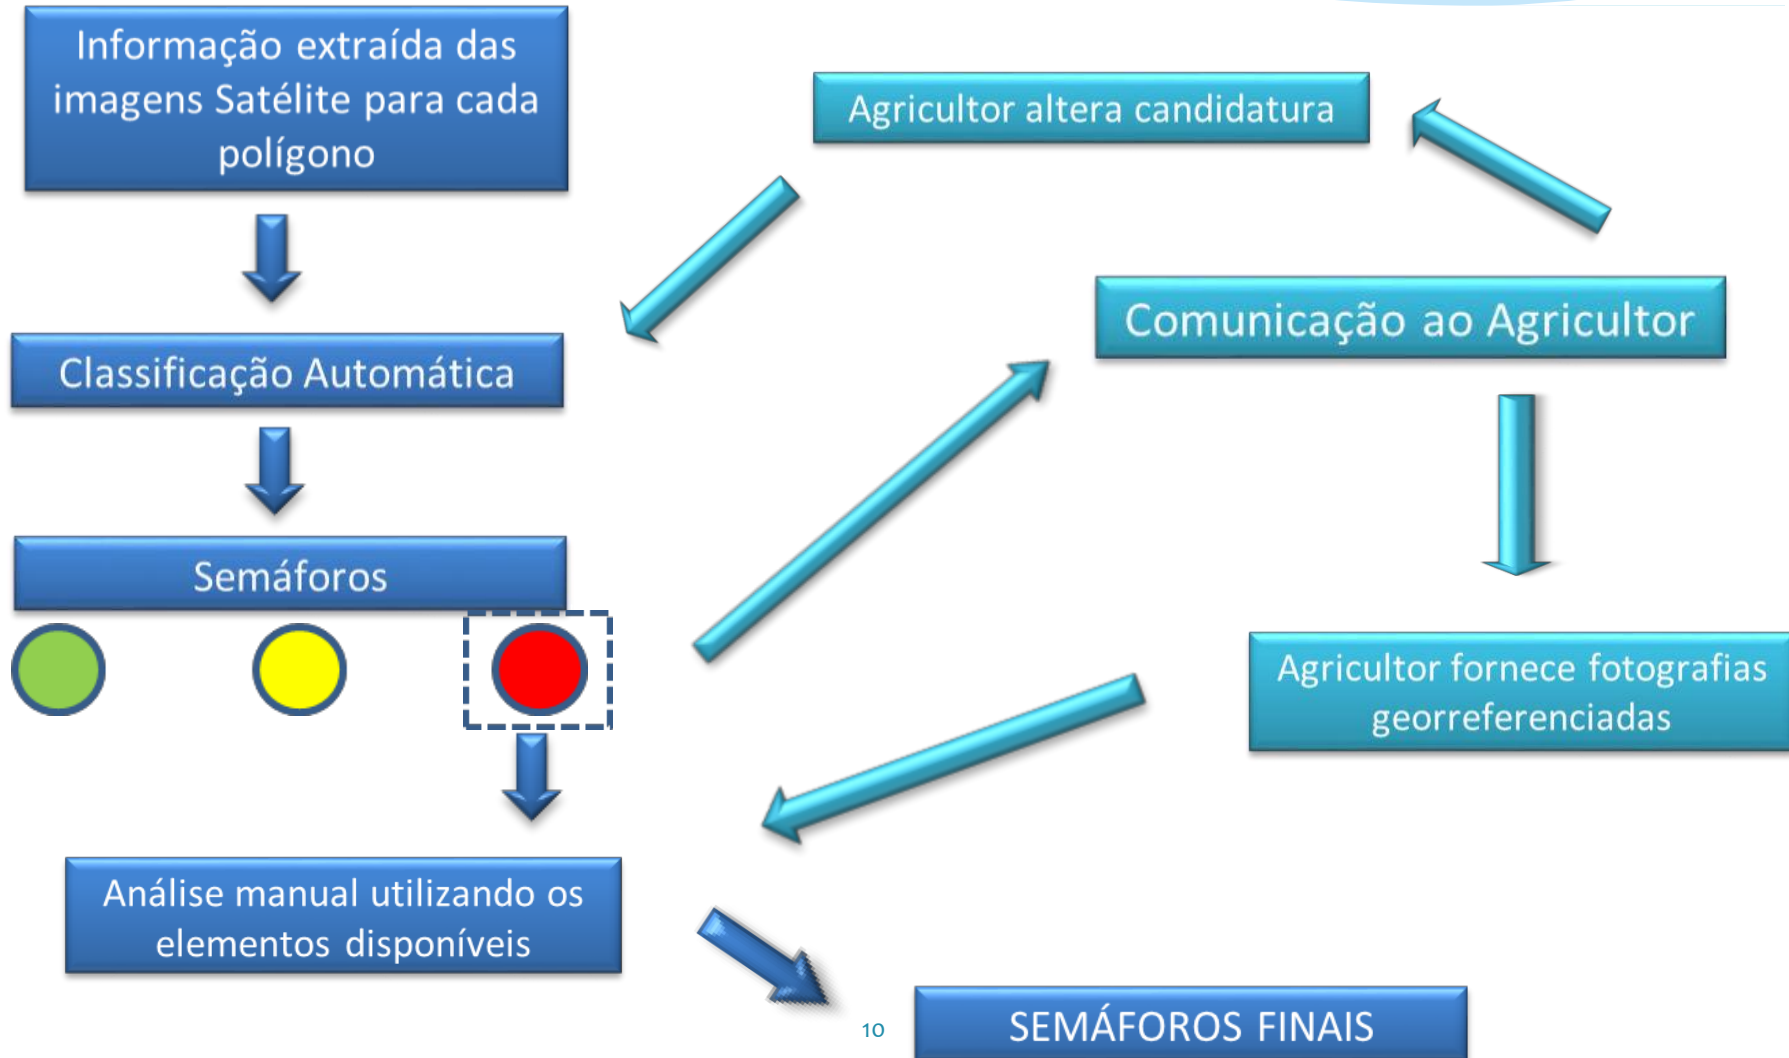 Informação extraída das
imagens Satélite para cada
polígono
Agricultor altera candidatura
Comunicação ao Agricultor
Classificação Automática
Semáforos
Agricultor fornece fotografias
georreferenciadas
Análise manual utilizando os
elementos disponíveis
10
SEMÁFOROS FINAIS